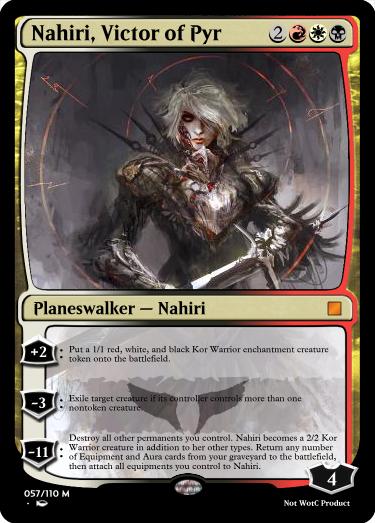 Nahiri, Victor of Pyr 2
Planeswalker — Nahiri
+2: Put a 1/1 red, white, and black Kor Warrior enchantment creature
token onto the battlefield.
-3: Exile target creature if its controller controls more than one
nontoken creature.
-11: Destroy all other permanents you control. Nahiri becomes a 2/2 Kor
Warrior creature in addition to her other types. Return any number
of Equipment and Aura cards from your graveyard to the battlefield,
then attach all equipments you control to Nahiri.
4
057/110 M
Not WotC Product